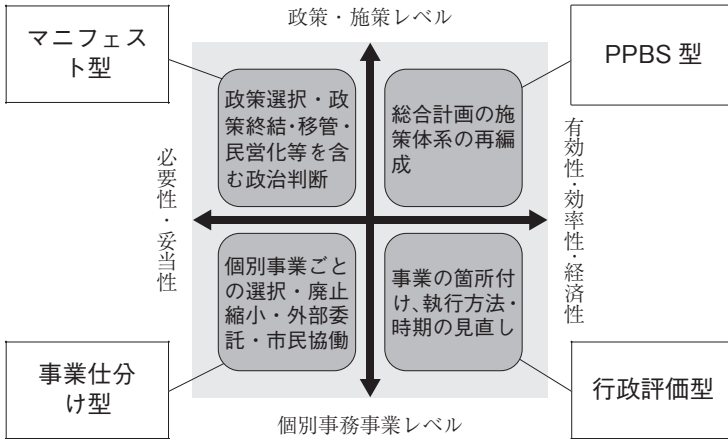 政策・施策レベル
マニフェス
ト型
PPBS 型
政策選択・政
策終結・移管・
民営化等を含
む政治判断
総合計画の施
策体系の再編
成
必要性・妥当性
有効性・効率性・経済性
個別事業ごと
の選択・廃止
縮小・外部委
託・市民協働
事業の箇所付
け、執行方法・
時期の見直し
事業仕分
け型
行政評価型
個別事務事業レベル